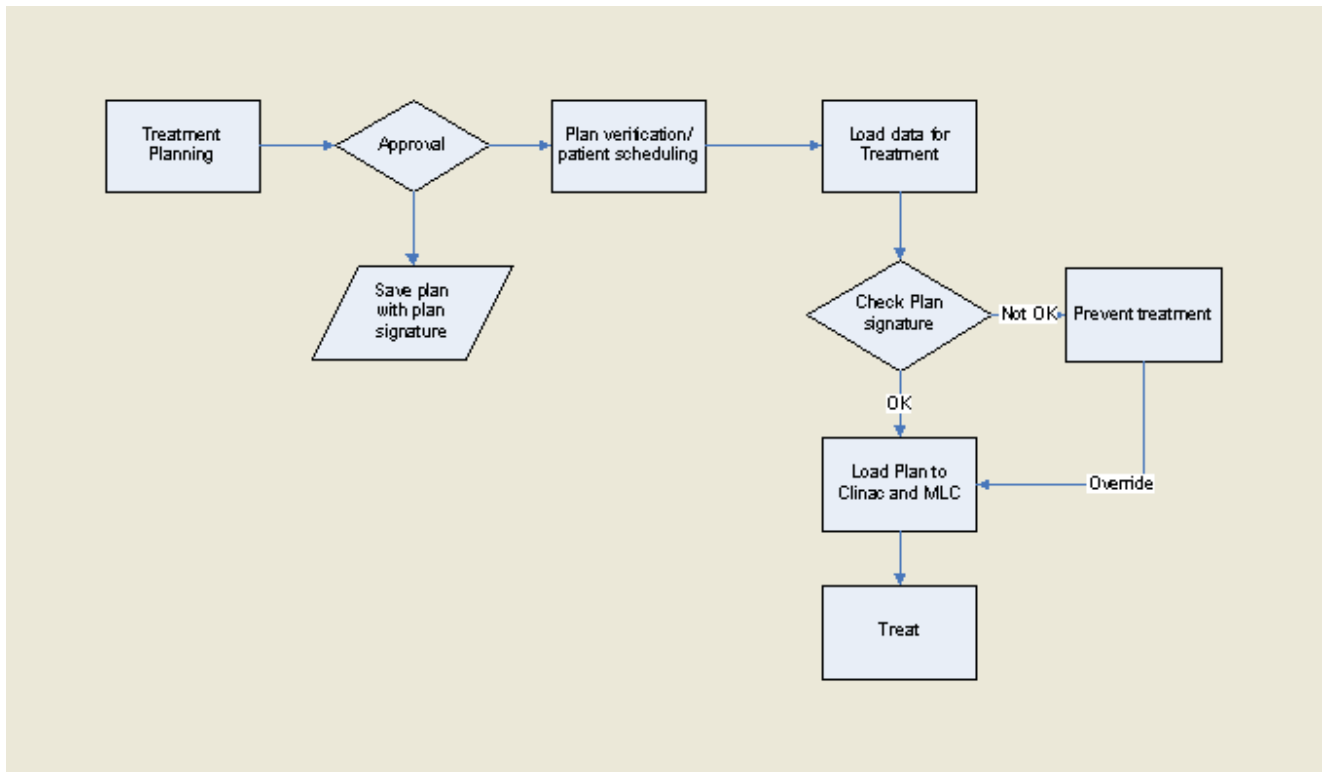 Treatment
Planning
Approval
Plan verification/
patient scheduling
Load data for
Treatment
Save plan
with plan
signature
Check Plan
signature
Not OK
Prevent treatment
OK
Load Plan to
Clinac and MLC
Override
Treat